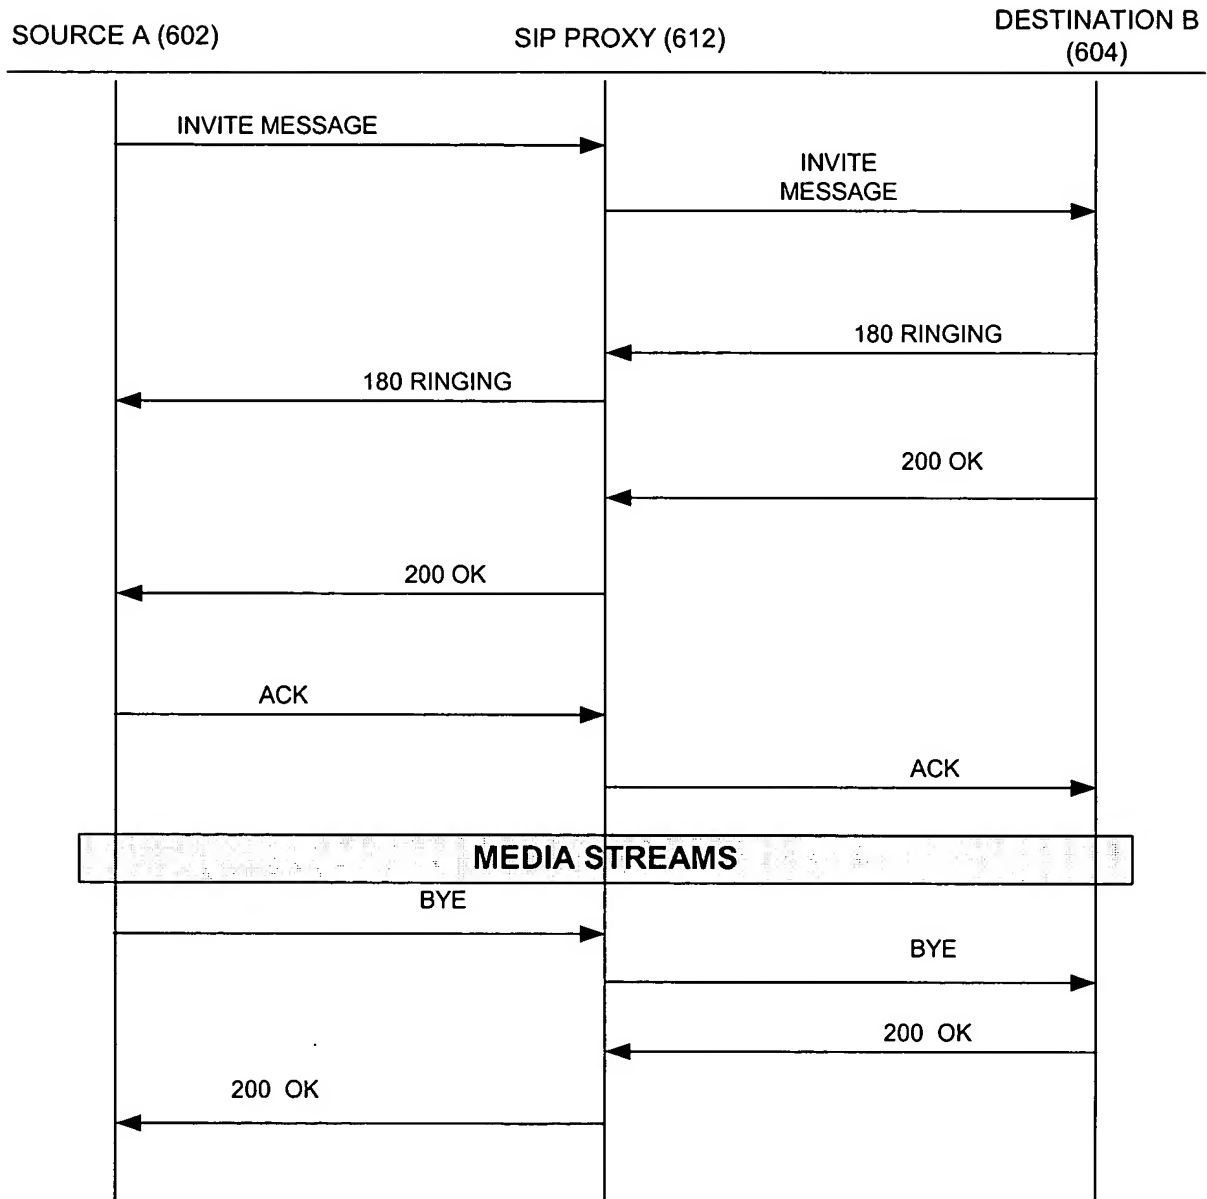 SOURCE A (602)
SIP PROXY (612)
DESTINATION B
(604)
INVITE MESSAGE
INVITE
MESSAGE
180 RINGING
180 RINGING
200 OK
200 OK
ACK
ACK
MEDIA STREAMS
BYE
BYE
200 OK
200 OK